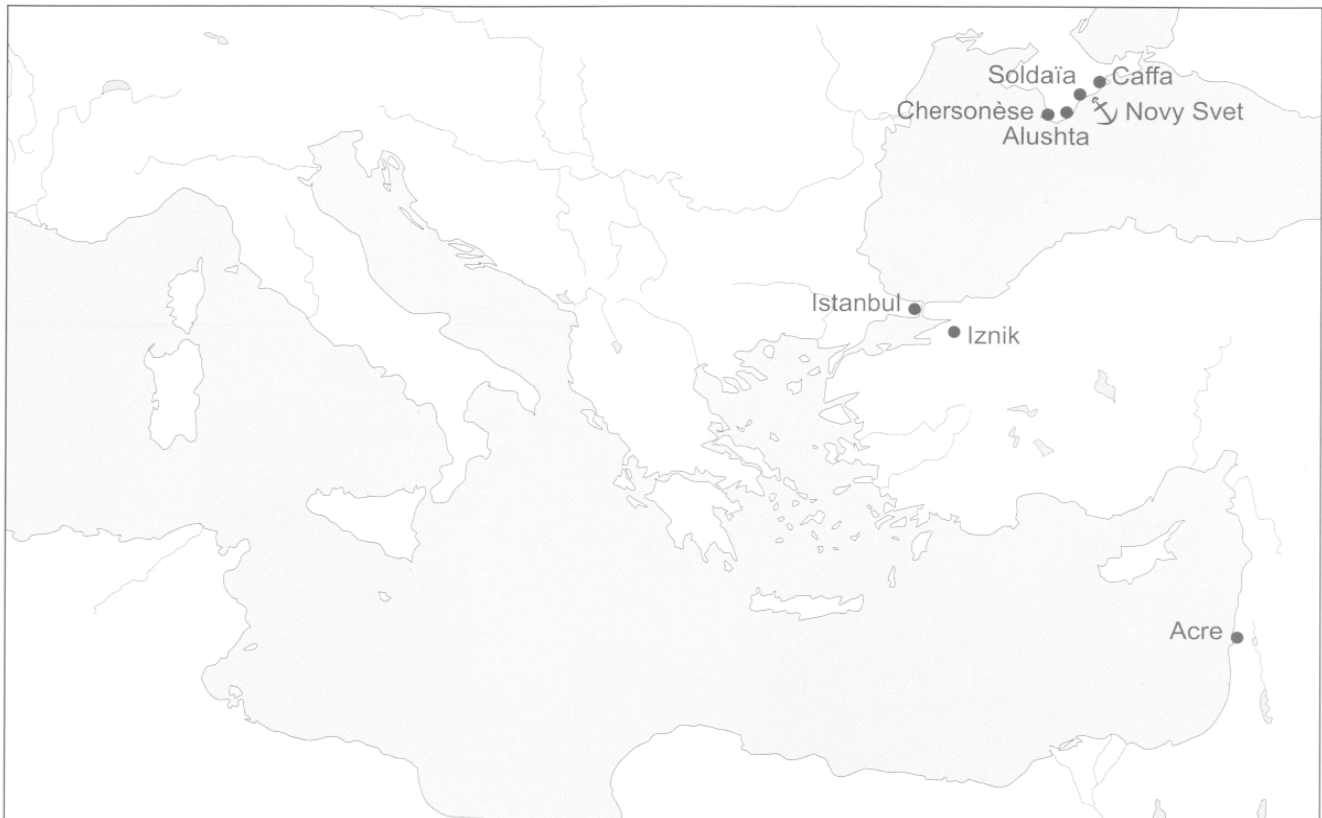 Soldaïa
Caffa
Chersonèse
Novy Svet
Alushta
Istanbul
Iznik
Acre